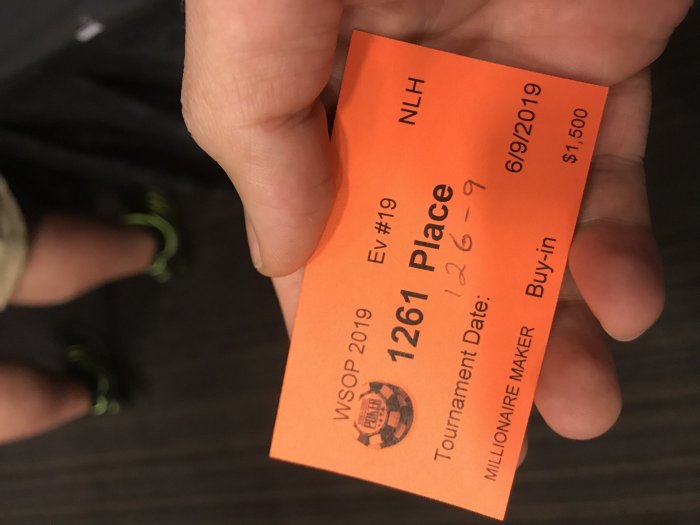 WSOP 2019 Ev #19 NLH
1261 Place
126-9
Tournament Date: 6/9/2019
MILLIONAIRE MAKER Buy-in $1,500
POKER